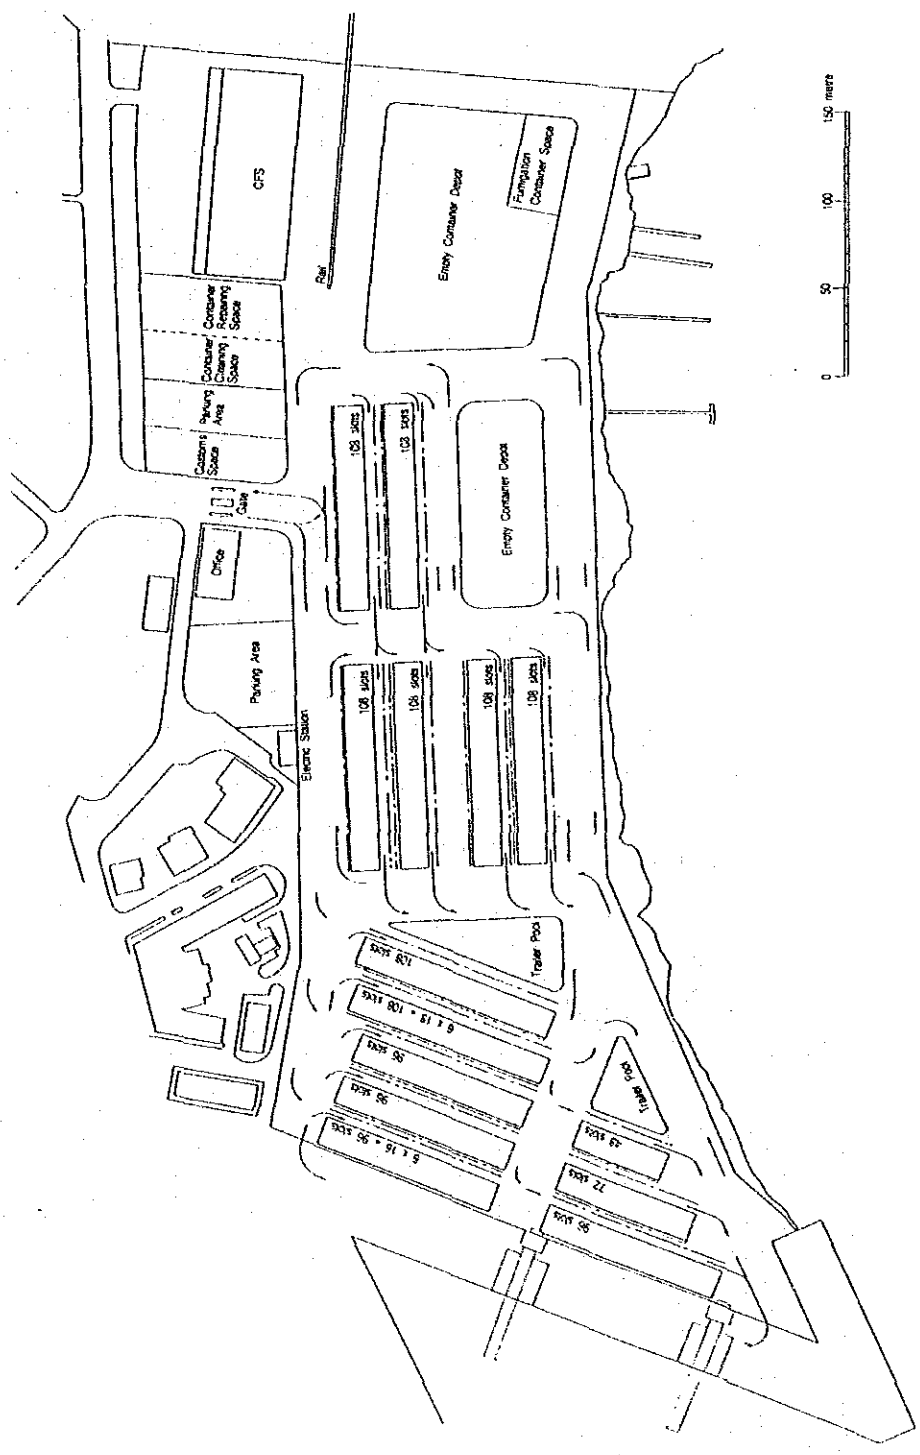 CFS
Rail
Empty Container Depot
Fumigation
Container Space
Container
Repairing
Space
Container
Cleaning
Space
Parking
Area
Customs
Space
Gate
Office
Parking Area
Electric Station
108 slots
108 slots
Empty Container Depot
108 slots
108 slots
108 slots
108 slots
Trailer Pool
108 slots
6 x 18 = 108 slots
96 slots
96 slots
6 x 16 = 96 slots
Trailer Pool
48 slots
72 slots
96 slots
0 50 100 150 metre